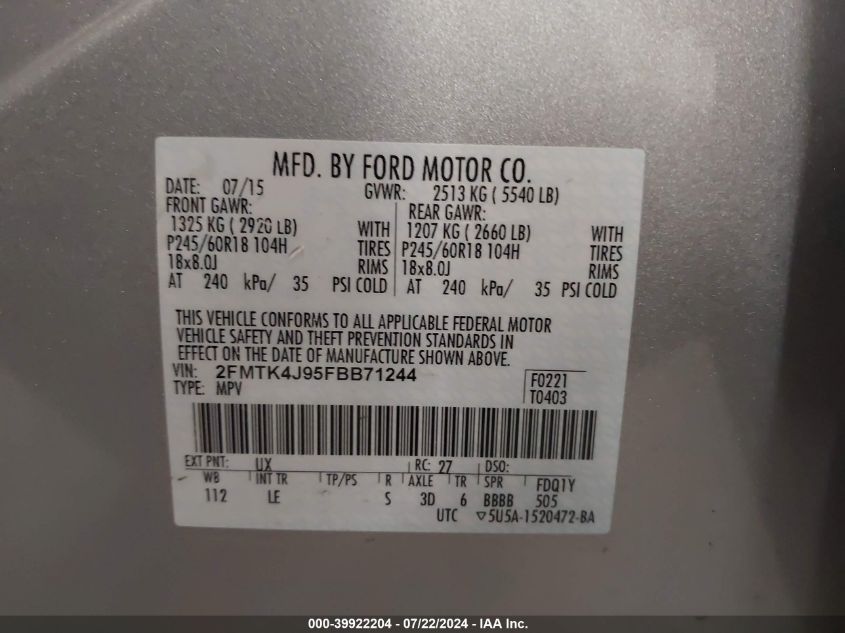 MFD. BY FORD MOTOR CO.
DATE: 07/15 GVWR: 2513 KG ( 5540 LB)
FRONT GAWR: REAR GAWR:
1325 KG ( 2920 LB) WITH 1207 KG ( 2660 LB) WITH
P245/60R18 104H TIRES P245/60R18 104H TIRES
18x8.0J RIMS 18x8.0J RIMS
AT 240 kPa/ 35 PSI COLD AT 240 kPa/ 35 PSI COLD
THIS VEHICLE CONFORMS TO ALL APPLICABLE FEDERAL MOTOR
VEHICLE SAFETY AND THEFT PREVENTION STANDARDS IN
EFFECT ON THE DATE OF MANUFACTURE SHOWN ABOVE.
VIN: 2FMTK4J95FBB71244 F0221
TYPE: MPV T0403
EXT PNT: UX RC: 27 DSO:
WB INT TR TP/PS R AXLE TR SPR FDQ1Y
112 LE S 3D 6 BBBB 505
UTC ▽5U5A-1520472-BA
000-39922204 - 07/22/2024 - IAA Inc.